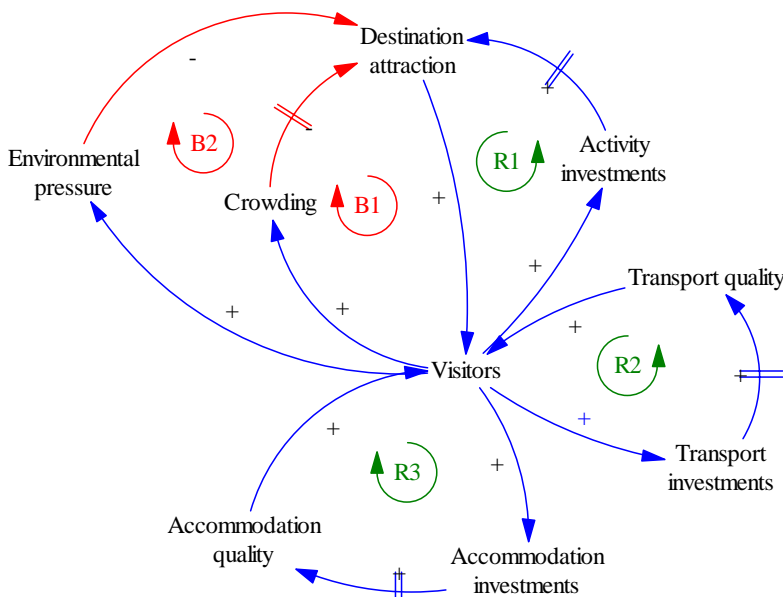 Destination
attraction
-
+
-
B2
R1
Activity
investments
Environmental
pressure
Crowding
B1
+
+
Transport quality
+
+
+
Visitors
R2
+
+
+
+
R3
Transport
investments
Accommodation
quality
+
Accommodation
investments